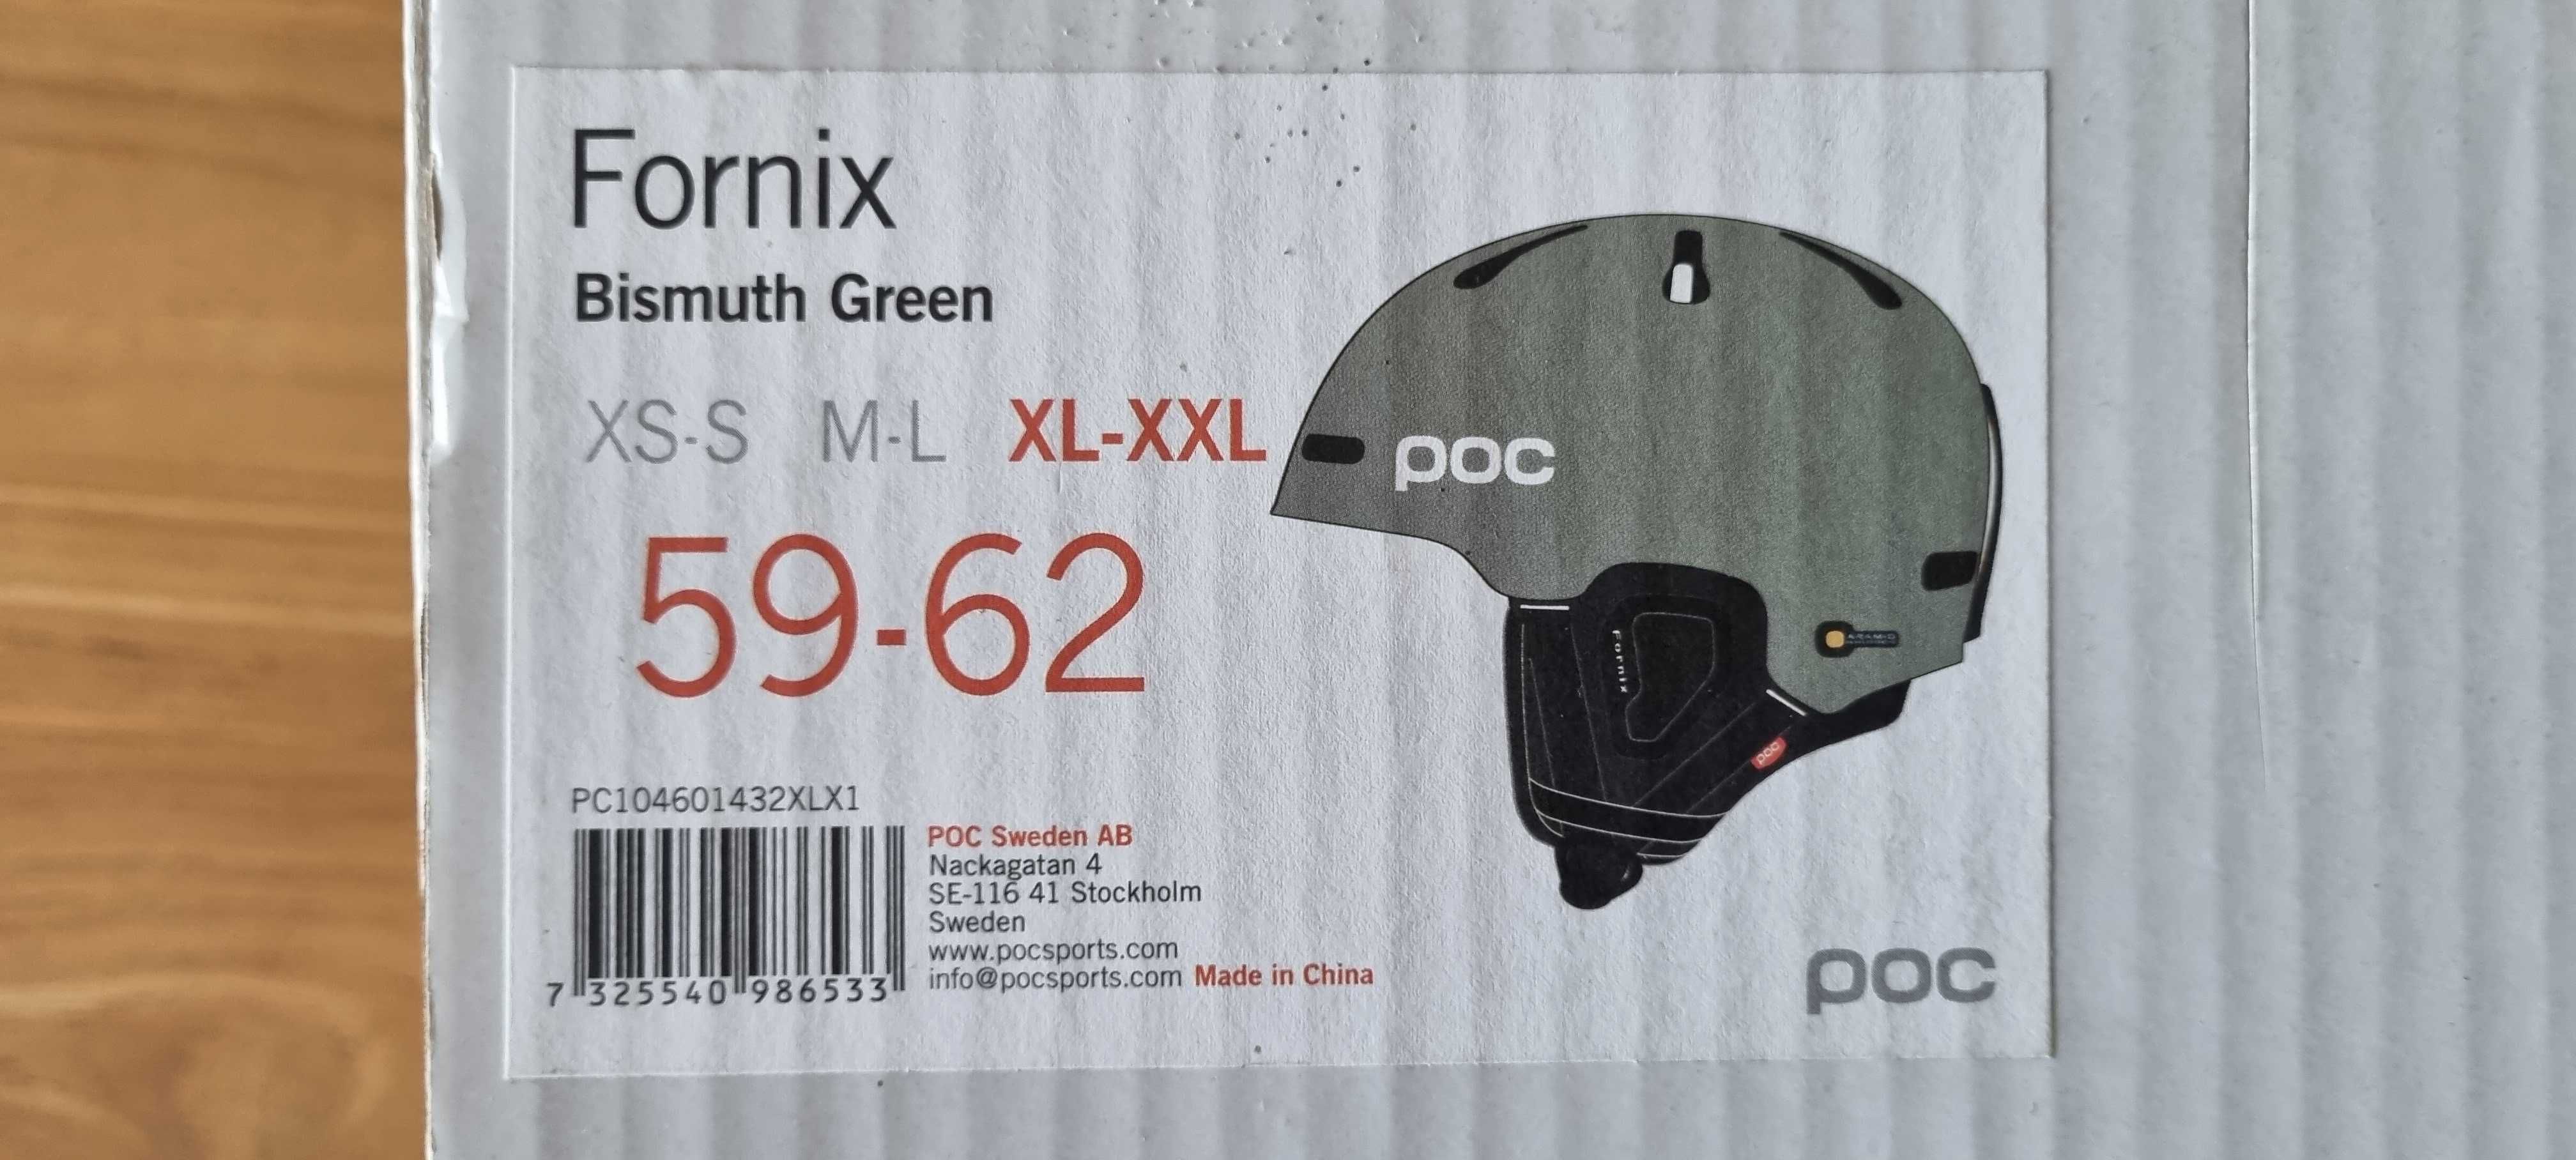 Fornix
Bismuth Green
XS-S M-L XL-XXL
59-62
PC104601432XLX1
7 325540 986533
POC Sweden AB
Nackagatan 4
SE-116 41 Stockholm
Sweden
www.pocsports.com
info@pocsports.com Made in China
poc
Fornix
poc
poc